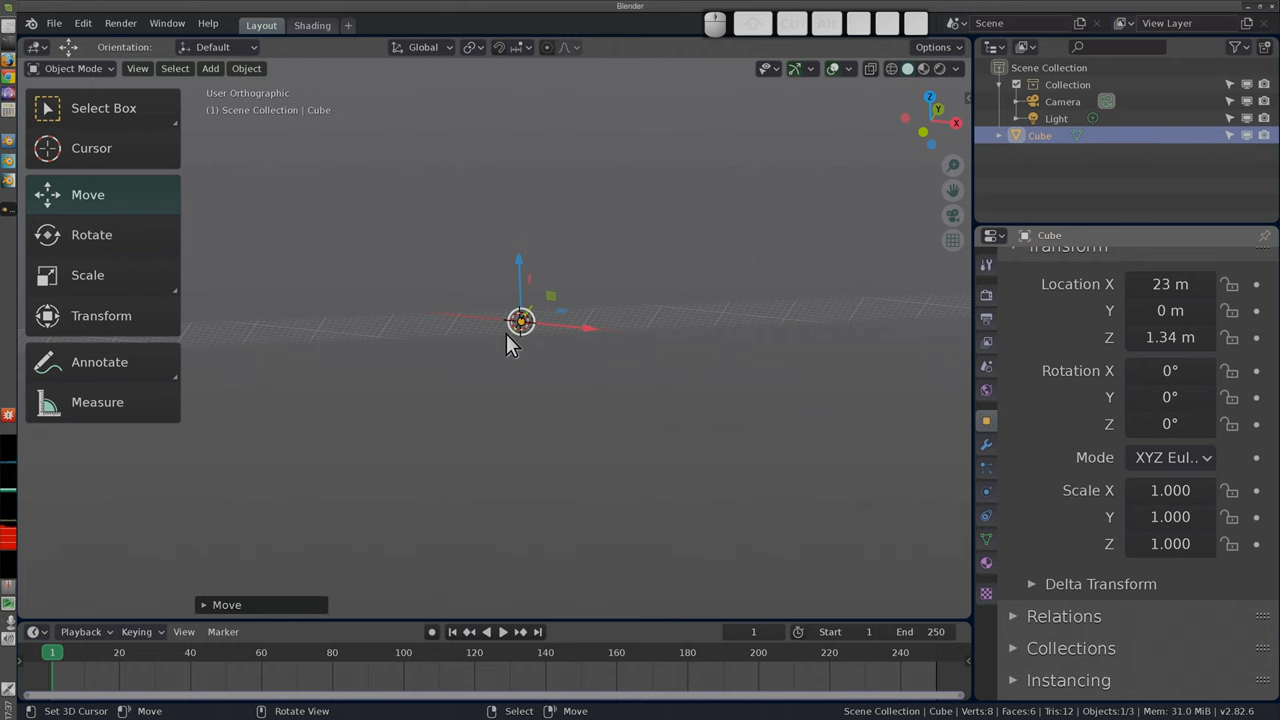 Blender
File Edit Render Window Help Layout Shading +
Ctrl Alt
Scene View Layer
Orientation: Default Global Options
Object Mode View Select Add Object
User Orthographic
(1) Scene Collection | Cube
Z
Y
X
Select Box
Cursor
Move
Rotate
Scale
Transform
Annotate
Measure
Move
Scene Collection
Collection
Camera
Light
Cube
Cube
Transform
Location X 23 m
Y 0 m
Z 1.34 m
Rotation X 0°
Y 0°
Z 0°
Mode XYZ Eul..
Scale X 1.000
Y 1.000
Z 1.000
Delta Transform
Relations
Collections
Instancing
Playback Keying View Marker 1 Start 1 End 250
1 20 40 60 80 100 120 140 160 180 200 220 240
17:37
Set 3D Cursor Move Rotate View Select Move Scene Collection | Cube | Verts:8 | Faces:6 | Tris:12 | Objects:1/3 | Mem: 31.0 MiB | v2.82.6